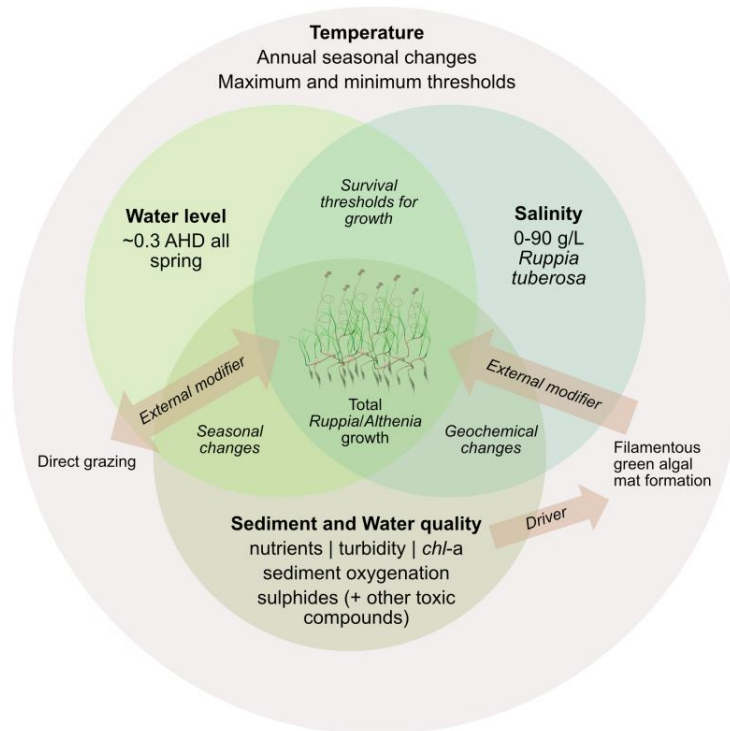 Temperature
Annual seasonal changes
Maximum and minimum thresholds
Survival
thresholds for
growth
Water level
~0.3 AHD all
spring
Salinity
0-90 g/L
Ruppia
tuberosa
External modifier
External modifier
Total
Ruppia/Althenia
growth
Seasonal
changes
Geochemical
changes
Direct grazing
Filamentous
green algal
mat formation
Driver
Sediment and Water quality
nutrients | turbidity | chl-a
sediment oxygenation
sulphides (+ other toxic
compounds)